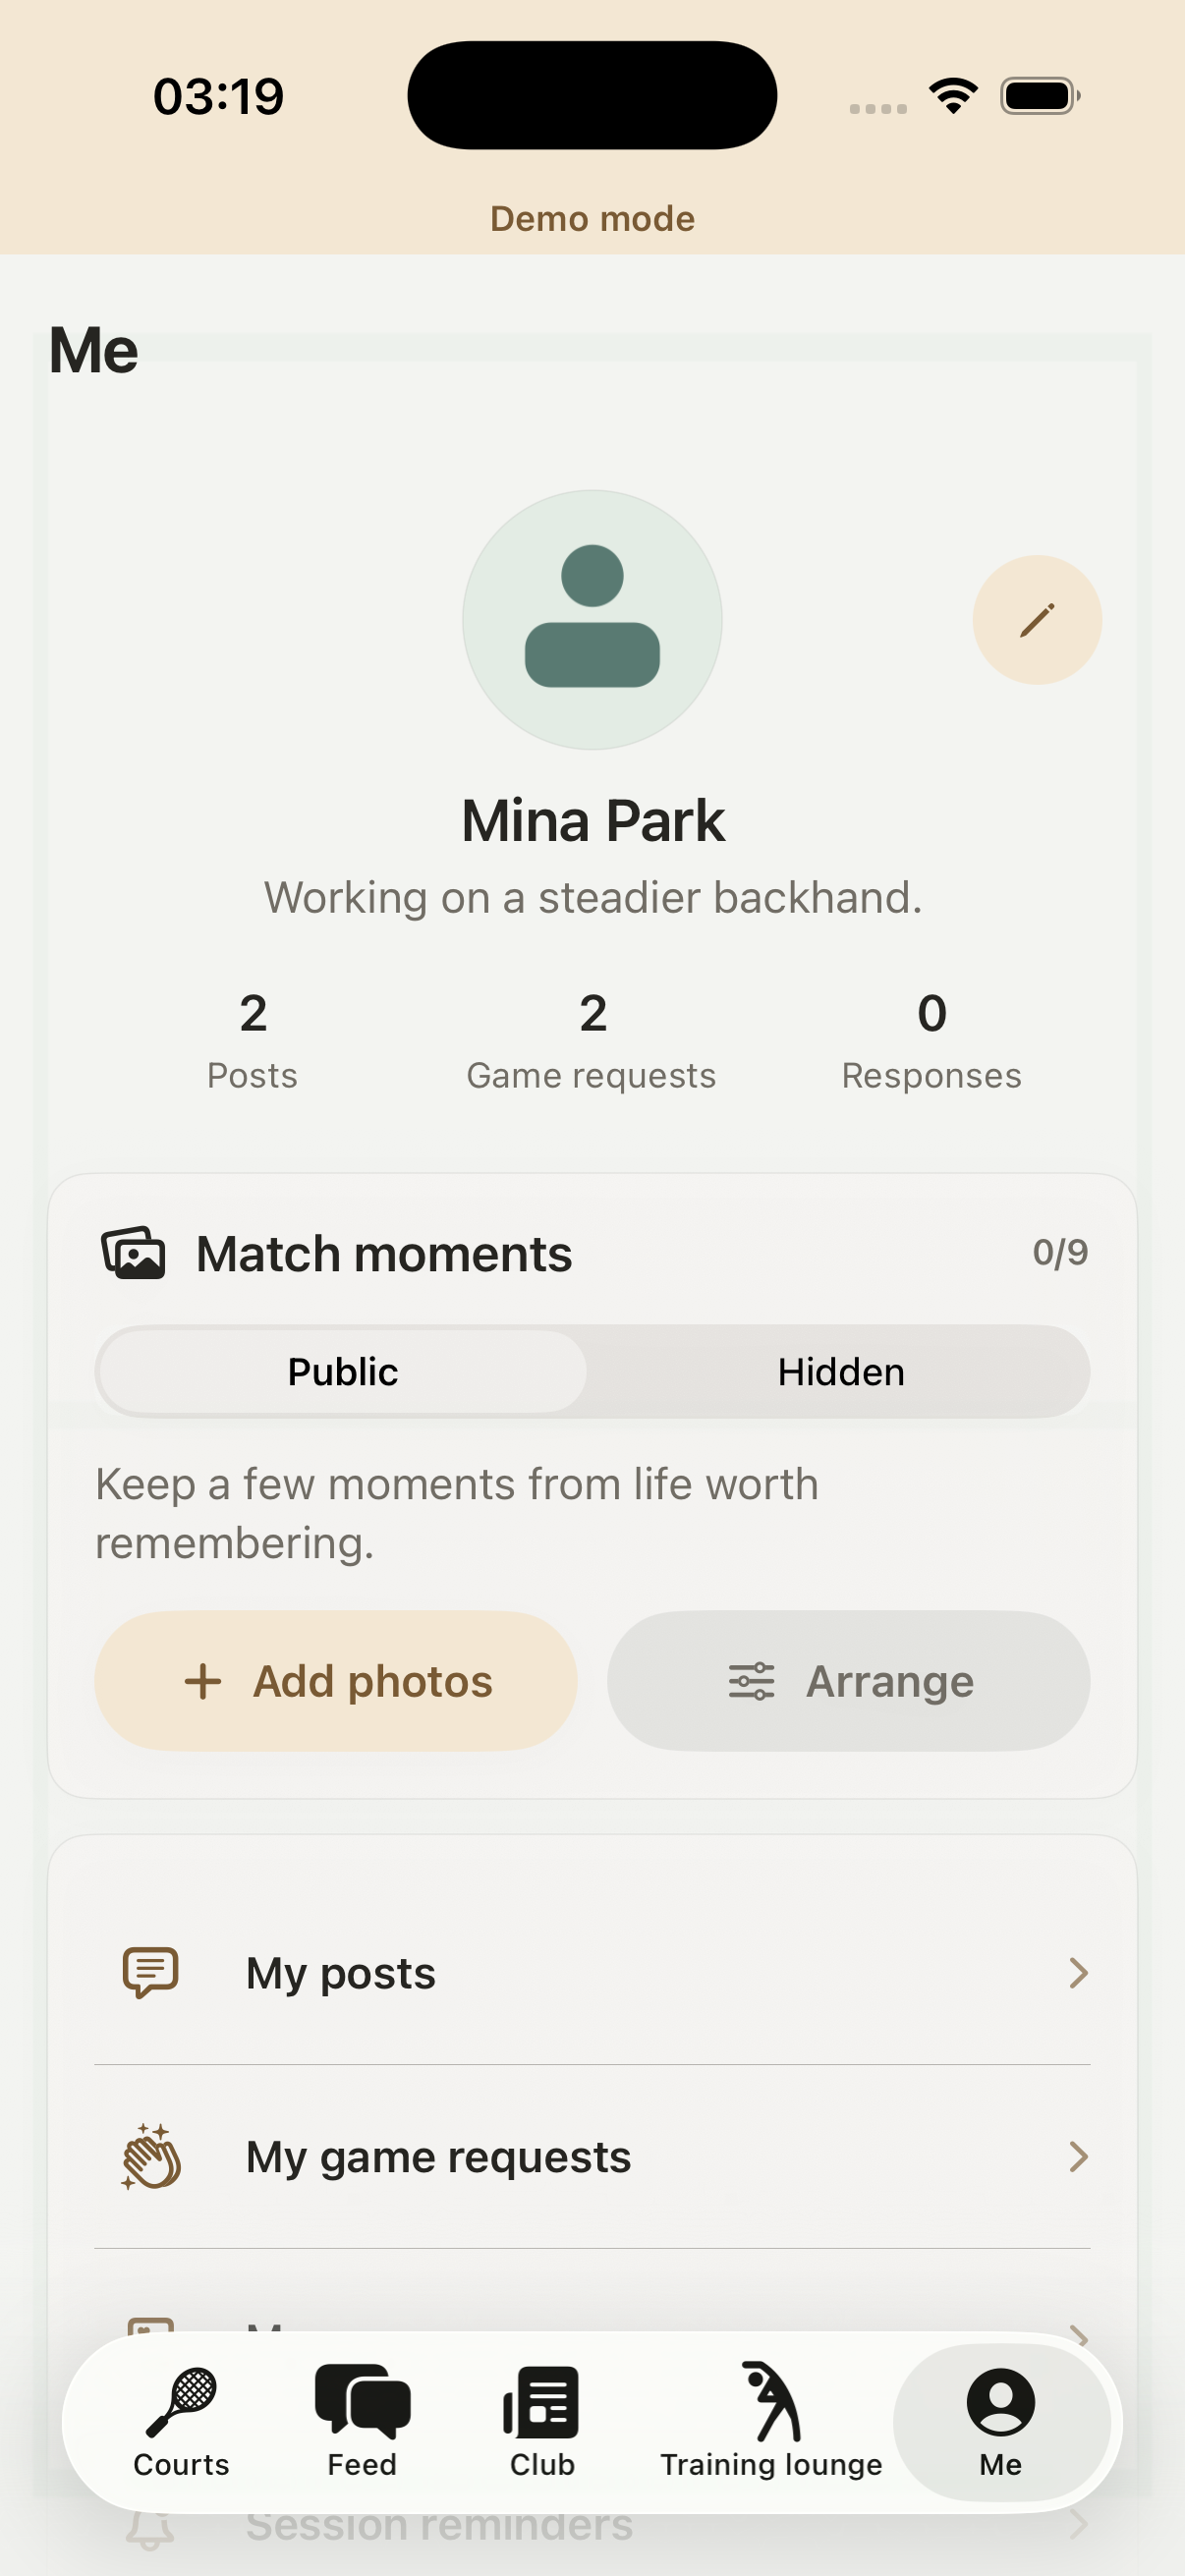 03:19
Demo mode
Me
Mina Park
Working on a steadier backhand.
2
2
0
Posts
Game requests
Responses
Match moments
0/9
Public
Hidden
Keep a few moments from life worth
remembering.
Add photos
Arrange
My posts
My game requests
Courts
Feed
Club
Training lounge
Me
Session reminders